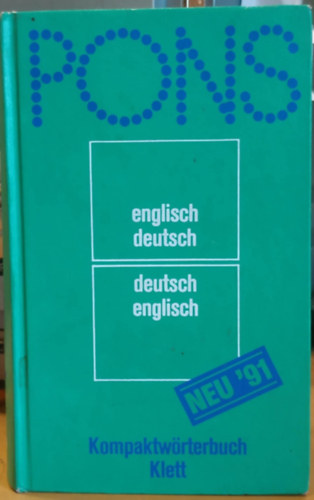 PONS
englisch
deutsch
deutsch
englisch
NEU '91
Kompaktwörterbuch
Klett